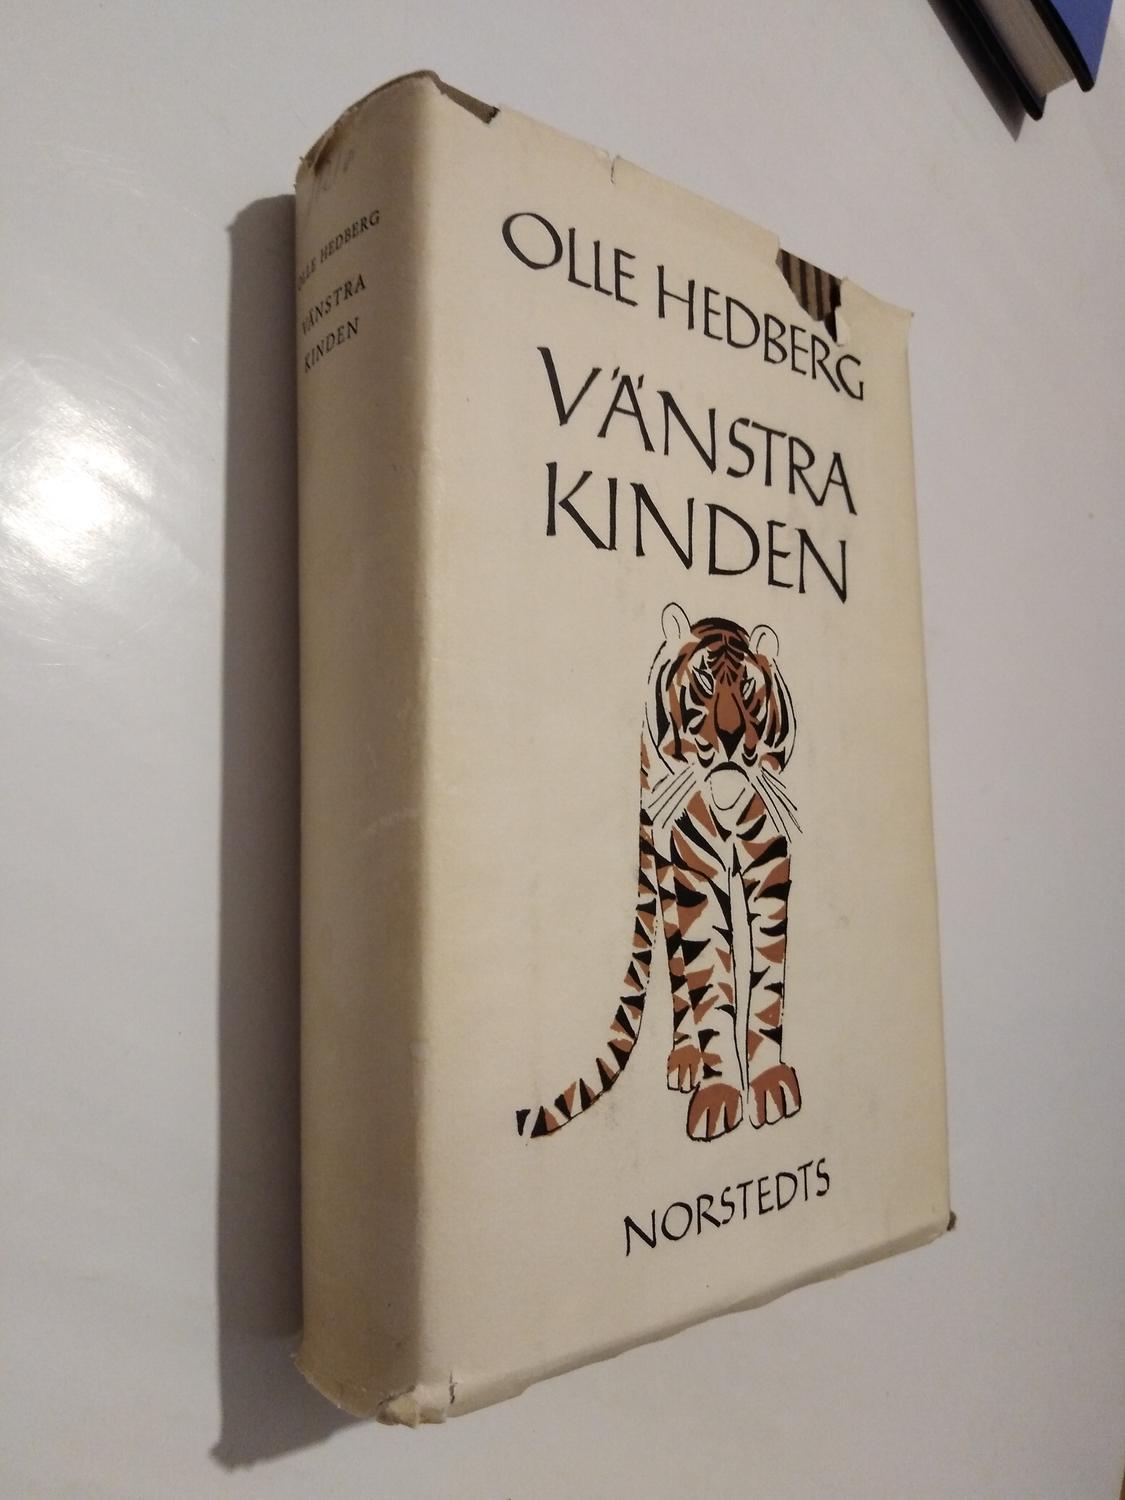 OLLE HEDBERG
VÄNSTRA
KINDEN
OLLE HEDBERG
VÄNSTRA
KINDEN
NORSTEDTS